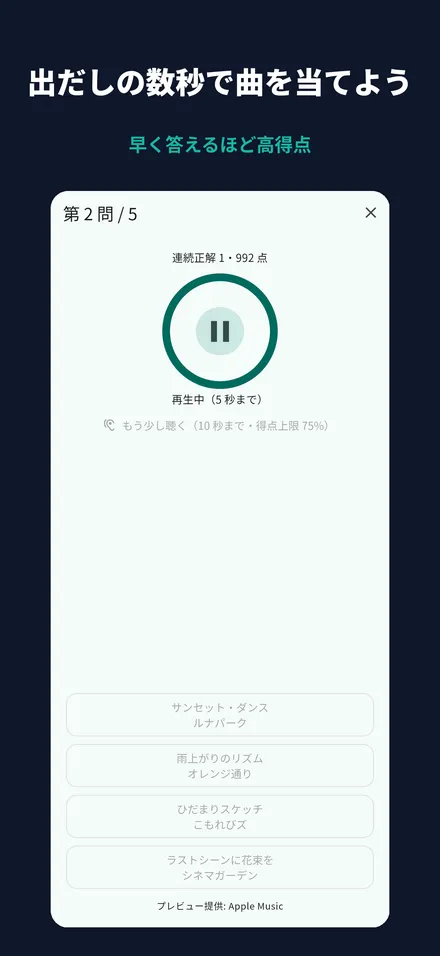 出だしの数秒で曲を当てよう
早く答えるほど高得点
第 2 問 / 5
連続正解 1・992 点
再生中（5 秒まで）
もう少し聴く（10 秒まで・得点上限 75%）
サンセット・ダンス
ルナパーク
雨上がりのリズム
オレンジ通り
ひだまりスケッチ
こもれびズ
ラストシーンに花束を
シネマガーデン
プレビュー提供: Apple Music